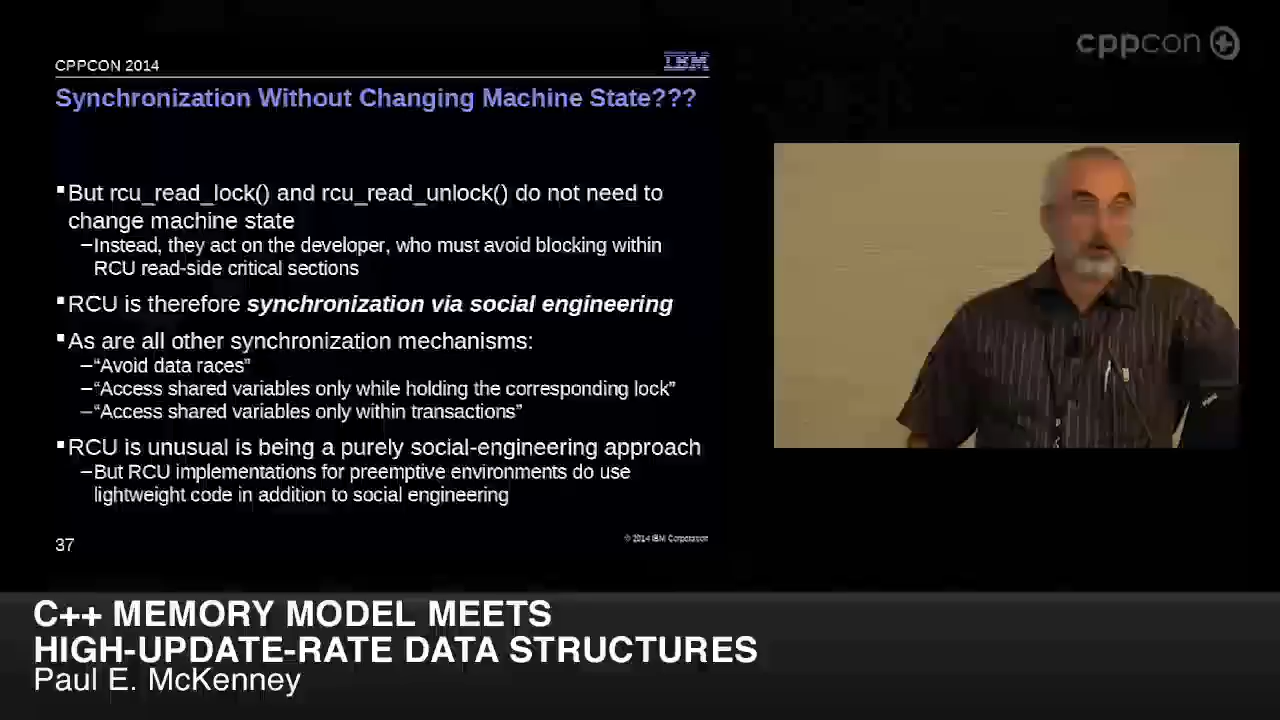 cppcon
CPPCON 2014
IBM
Synchronization Without Changing Machine State???
▪But rcu_read_lock() and rcu_read_unlock() do not need to
change machine state
–Instead, they act on the developer, who must avoid blocking within
RCU read-side critical sections
▪RCU is therefore synchronization via social engineering
▪As are all other synchronization mechanisms:
–“Avoid data races”
–“Access shared variables only while holding the corresponding lock”
–“Access shared variables only within transactions”
▪RCU is unusual is being a purely social-engineering approach
–But RCU implementations for preemptive environments do use
lightweight code in addition to social engineering
37
© 2014 IBM Corporation
C++ MEMORY MODEL MEETS
HIGH-UPDATE-RATE DATA STRUCTURES
Paul E. McKenney